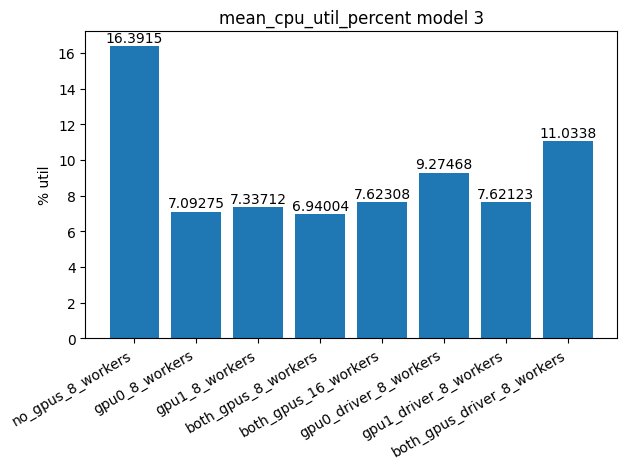 mean_cpu_util_percent model 3
% util
16
14
12
10
8
6
4
2
0
16.3915
7.09275
7.33712
6.94004
7.62308
9.27468
7.62123
11.0338
no_gpus_8_workers
gpu0_8_workers
gpu1_8_workers
both_gpus_8_workers
both_gpus_16_workers
gpu0_driver_8_workers
gpu1_driver_8_workers
both_gpus_driver_8_workers